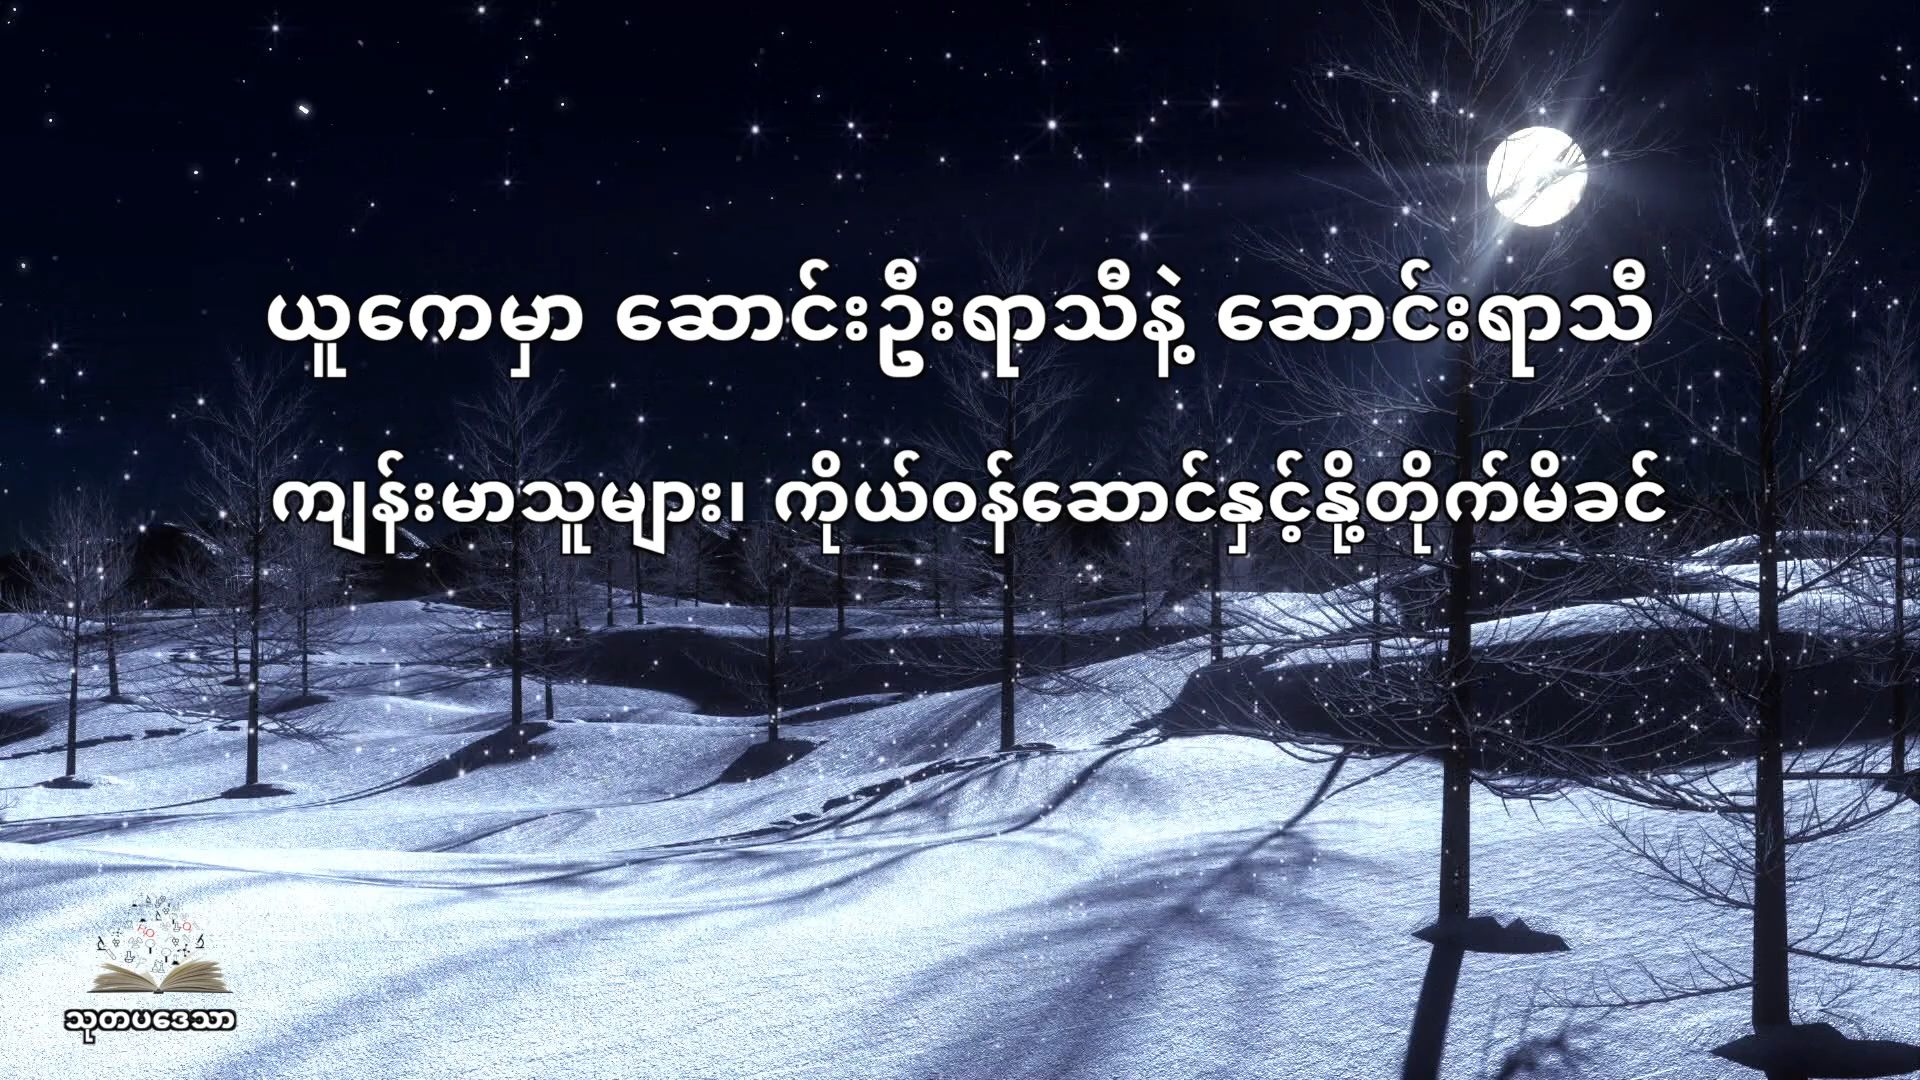 ယူကေမှာ ဆောင်းဦးရာသီနဲ့ ဆောင်းရာသီ
ကျန်းမာသူများ၊ ကိုယ်ဝန်ဆောင်နှင့်နို့တိုက်မိခင်
သုတပဒေသာ